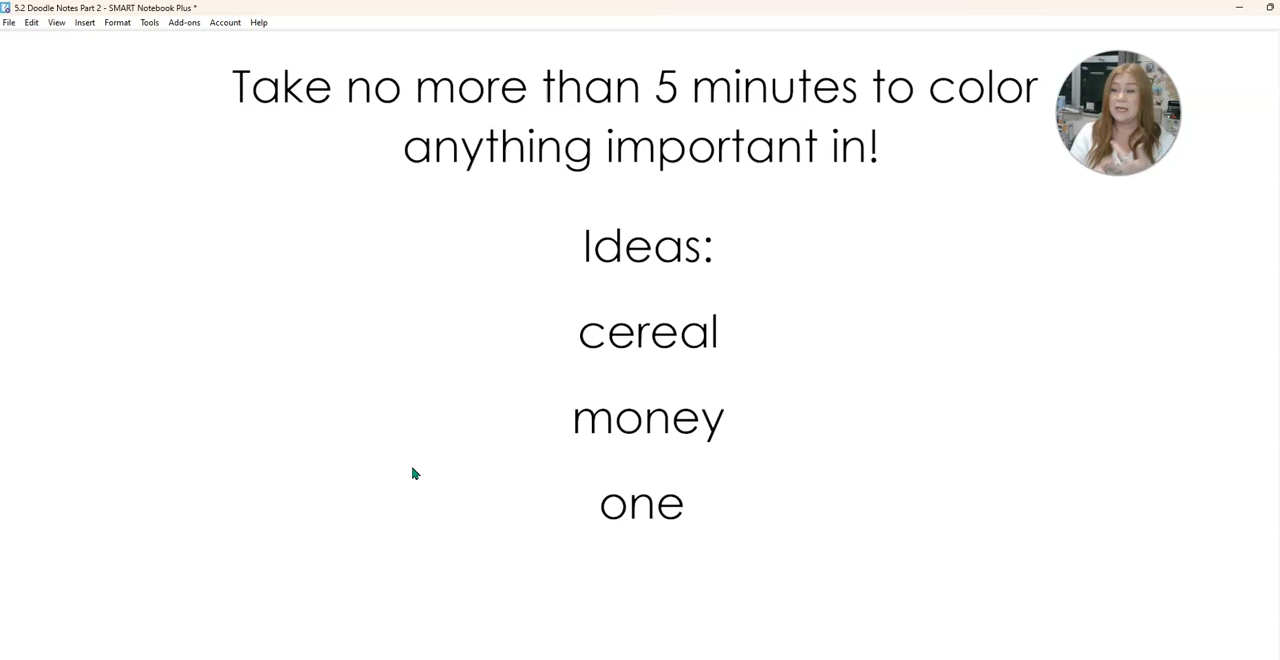 5.2 Doodle Notes Part 2 - SMART Notebook Plus *
File Edit View Insert Format Tools Add-ons Account Help
Take no more than 5 minutes to color
anything important in!
Ideas:
cereal
money
one